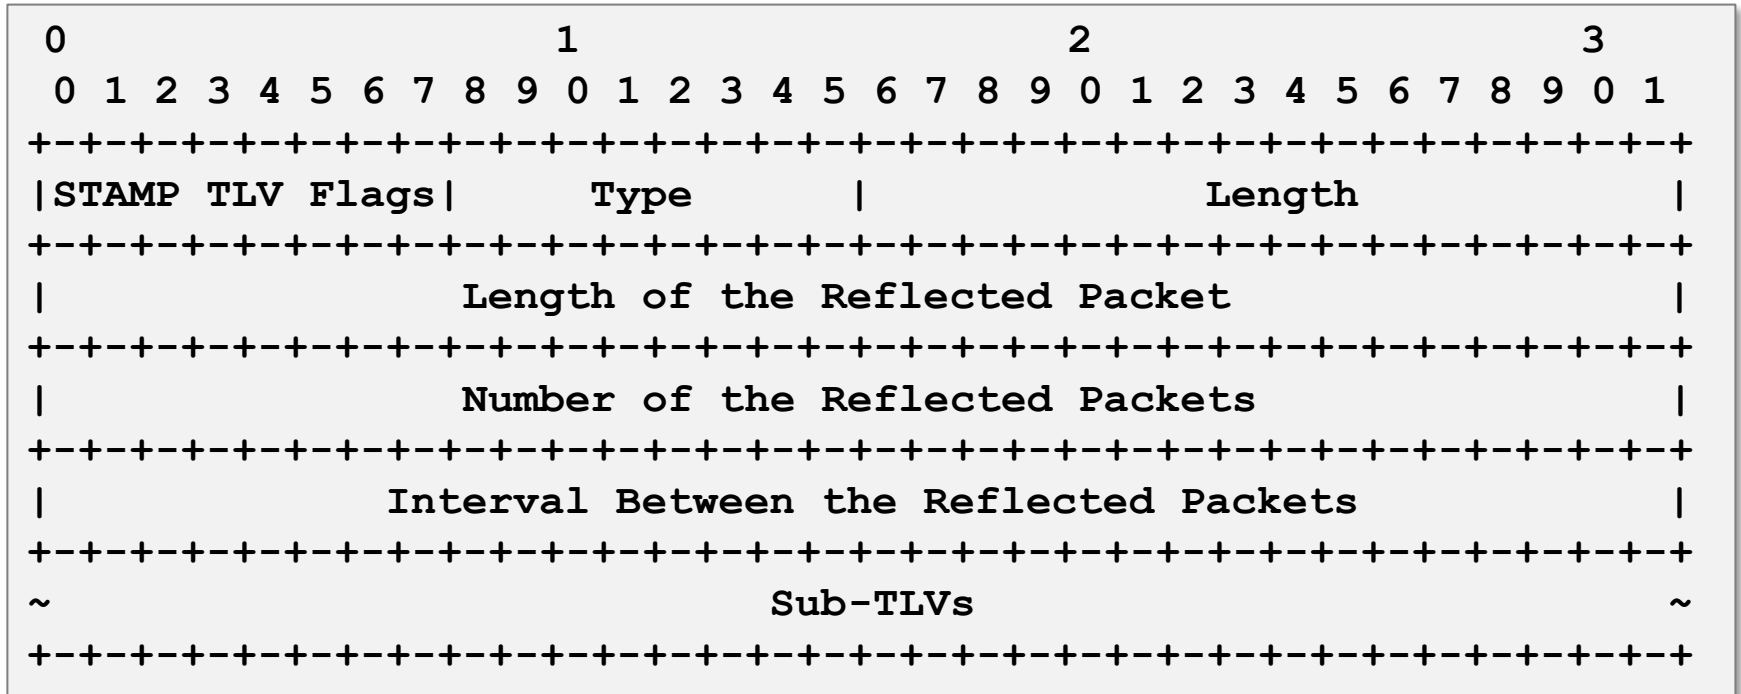 0                   1                   2                   3
 0 1 2 3 4 5 6 7 8 9 0 1 2 3 4 5 6 7 8 9 0 1 2 3 4 5 6 7 8 9 0 1
+-+-+-+-+-+-+-+-+-+-+-+-+-+-+-+-+-+-+-+-+-+-+-+-+-+-+-+-+-+-+-+-+
|STAMP TLV Flags|     Type      |             Length            |
+-+-+-+-+-+-+-+-+-+-+-+-+-+-+-+-+-+-+-+-+-+-+-+-+-+-+-+-+-+-+-+-+
|                Length of the Reflected Packet                 |
+-+-+-+-+-+-+-+-+-+-+-+-+-+-+-+-+-+-+-+-+-+-+-+-+-+-+-+-+-+-+-+-+
|                Number of the Reflected Packets                |
+-+-+-+-+-+-+-+-+-+-+-+-+-+-+-+-+-+-+-+-+-+-+-+-+-+-+-+-+-+-+-+-+
|             Interval Between the Reflected Packets            |
+-+-+-+-+-+-+-+-+-+-+-+-+-+-+-+-+-+-+-+-+-+-+-+-+-+-+-+-+-+-+-+-+
~                            Sub-TLVs                           ~
+-+-+-+-+-+-+-+-+-+-+-+-+-+-+-+-+-+-+-+-+-+-+-+-+-+-+-+-+-+-+-+-+